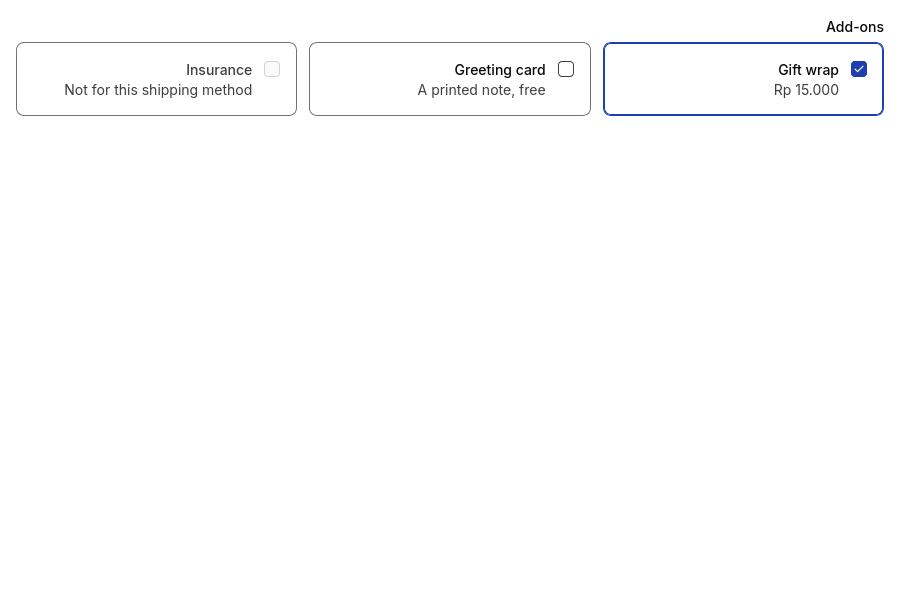 Add-ons
Gift wrap
Rp 15.000
Greeting card
A printed note, free
Insurance
Not for this shipping method